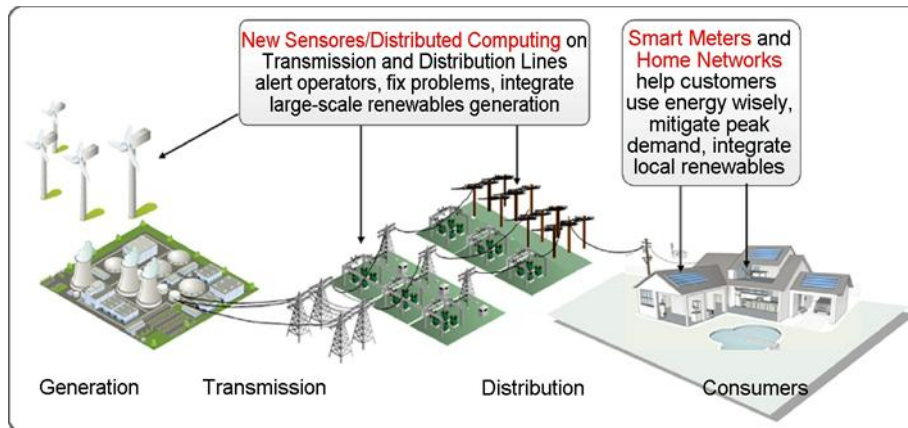 New Sensores/Distributed Computing on
Transmission and Distribution Lines
alert operators, fix problems, integrate
large-scale renewables generation
Smart Meters and
Home Networks
help customers
use energy wisely,
mitigate peak
demand, integrate
local renewables
Generation
Transmission
Distribution
Consumers